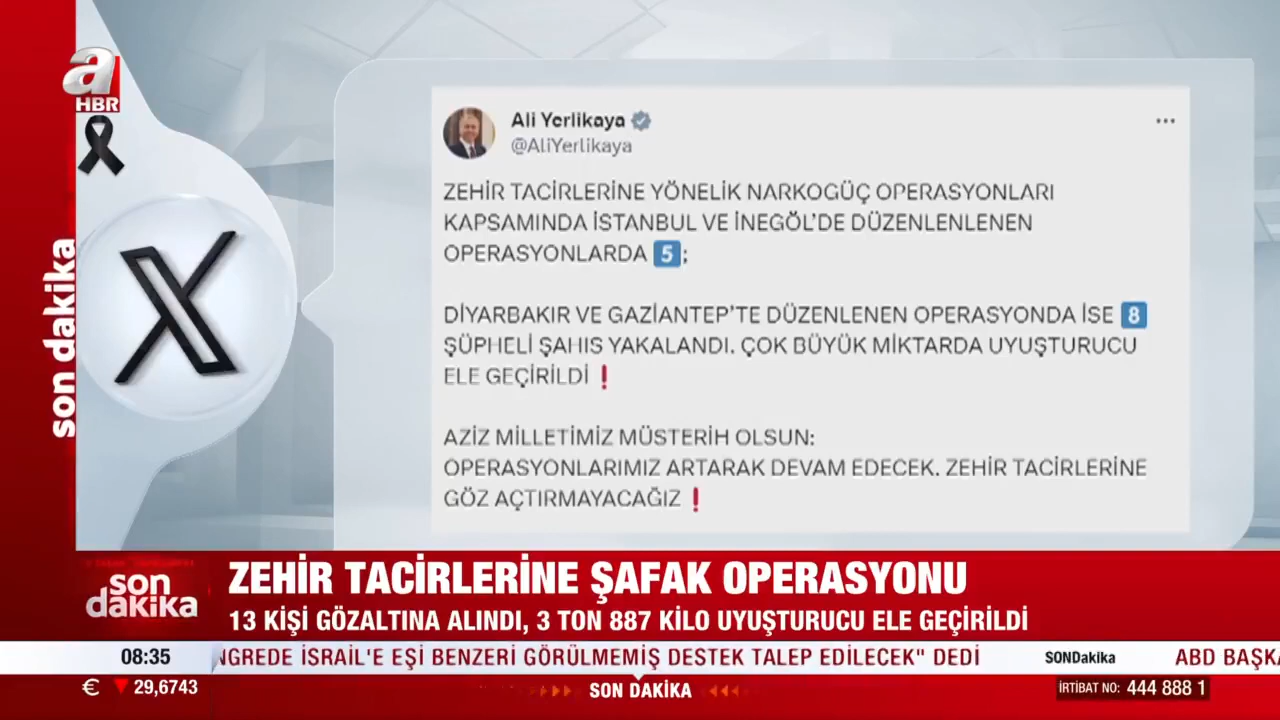 a
HBR
son dakika
Ali Yerlikaya
@AliYerlikaya
ZEHİR TACİRLERİNE YÖNELİK NARKOGÜÇ OPERASYONLARI
KAPSAMINDA İSTANBUL VE İNEGÖL'DE DÜZENLENLENEN
OPERASYONLARDA 5;
DİYARBAKIR VE GAZİANTEP'TE DÜZENLENEN OPERASYONDA İSE 8
ŞÜPHELİ ŞAHIS YAKALANDI. ÇOK BÜYÜK MİKTARDA UYUŞTURUCU
ELE GEÇİRİLDİ❗
AZİZ MİLLETİMİZ MÜSTERİH OLSUN:
OPERASYONLARIMIZ ARTARAK DEVAM EDECEK. ZEHİR TACİRLERİNE
GÖZ AÇTIRMAYACAĞIZ❗
son
dakika
ZEHİR TACİRLERİNE ŞAFAK OPERASYONU
13 KİŞİ GÖZALTINA ALINDI, 3 TON 887 KİLO UYUŞTURUCU ELE GEÇİRİLDİ
08:35
İSRAİL'E EŞİ BENZERİ GÖRÜLMEMİŞ DESTEK TALEP EDİLECEK" DEDİ
SONDakika
ABD
€ 29,6743
SON DAKİKA
İRTİBAT NO: 444 888 1